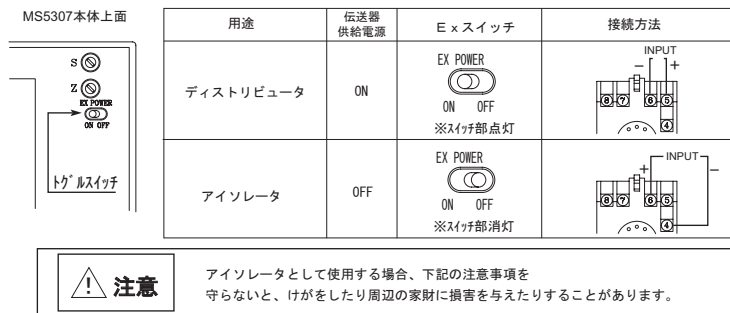 MS5307本体上面
S
Z
EX POWER
ON OFF
トグルスイッチ
用途
伝送器
供給電源
Exスイッチ
接続方法
ディストリビュータ
ON
EX POWER
ON OFF
※スイッチ部点灯
INPUT
− +
⑧ ⑦ ⑥ ⑤
④
アイソレータ
OFF
EX POWER
ON OFF
※スイッチ部消灯
INPUT
+ −
⑧ ⑦ ⑥ ⑤
④
注意
アイソレータとして使用する場合、下記の注意事項を
守らないと、けがをしたり周辺の家財に損害を与えたりすることがあります。